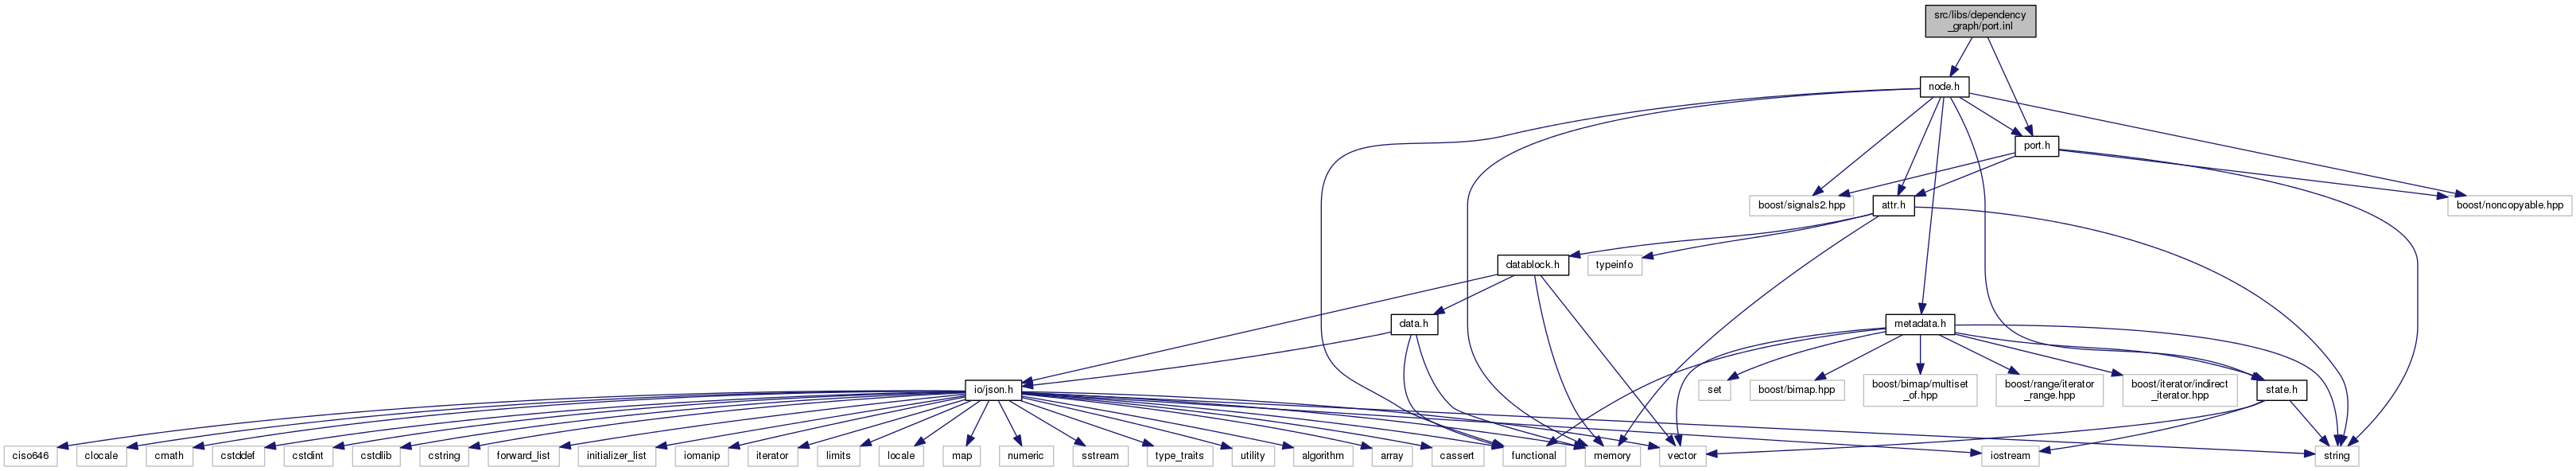 src/libs/dependency
_graph/port.inl
node.h
port.h
boost/signals2.hpp
attr.h
boost/noncopyable.hpp
datablock.h
typeinfo
data.h
metadata.h
io/json.h
set
boost/bimap.hpp
boost/bimap/multiset
_of.hpp
boost/range/iterator
_range.hpp
boost/iterator/indirect
_iterator.hpp
state.h
ciso646
clocale
cmath
cstddef
cstdint
cstdlib
cstring
forward_list
initializer_list
iomanip
iterator
limits
locale
map
numeric
sstream
type_traits
utility
algorithm
array
cassert
functional
memory
vector
iostream
string